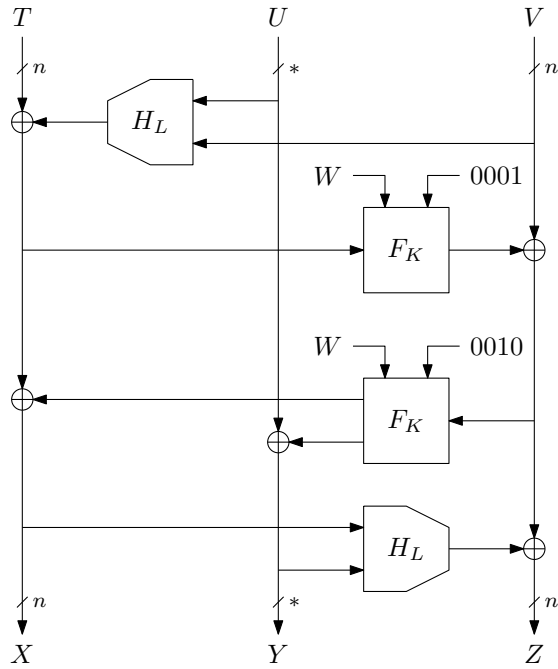 T U V
n * n
H_L
W 0001
F_K
W 0010
F_K
H_L
n * n
X Y Z